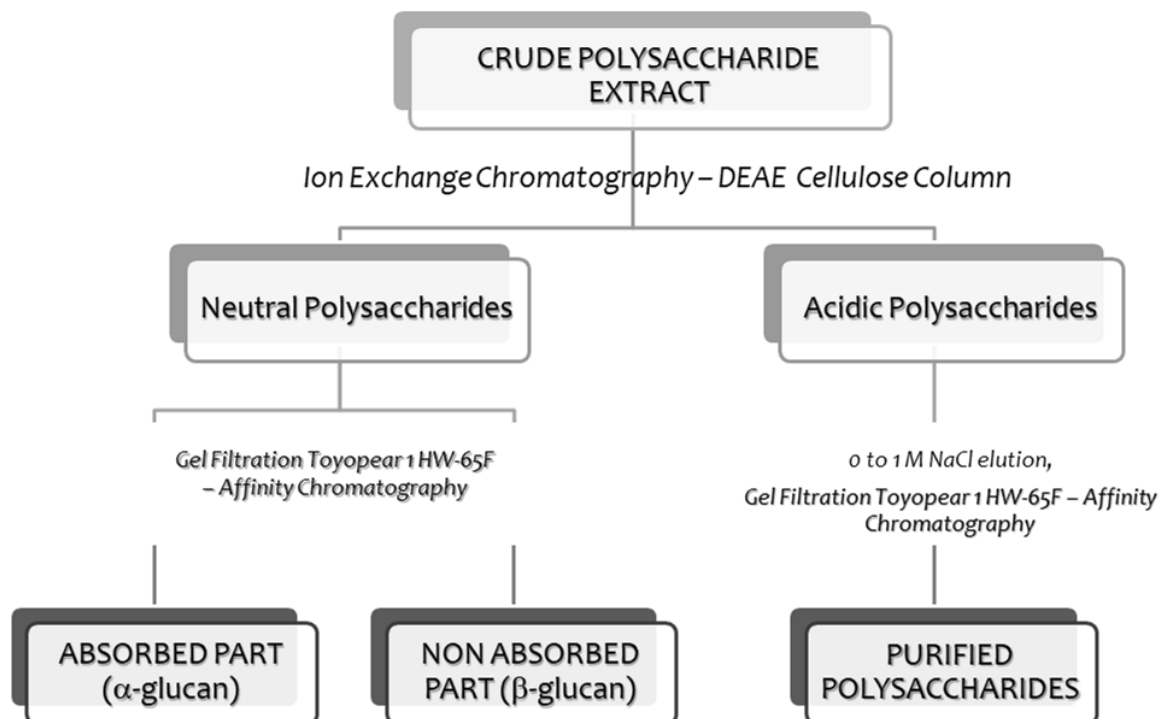 CRUDE POLYSACCHARIDE
EXTRACT
Ion Exchange Chromatography – DEAE Cellulose Column
Neutral Polysaccharides
Acidic Polysaccharides
Gel Filtration Toyopear 1 HW-65F
– Affinity Chromatography
0 to 1 M NaCl elution,
Gel Filtration Toyopear 1 HW-65F – Affinity
Chromatography
ABSORBED PART
(α-glucan)
NON ABSORBED
PART (β-glucan)
PURIFIED
POLYSACCHARIDES